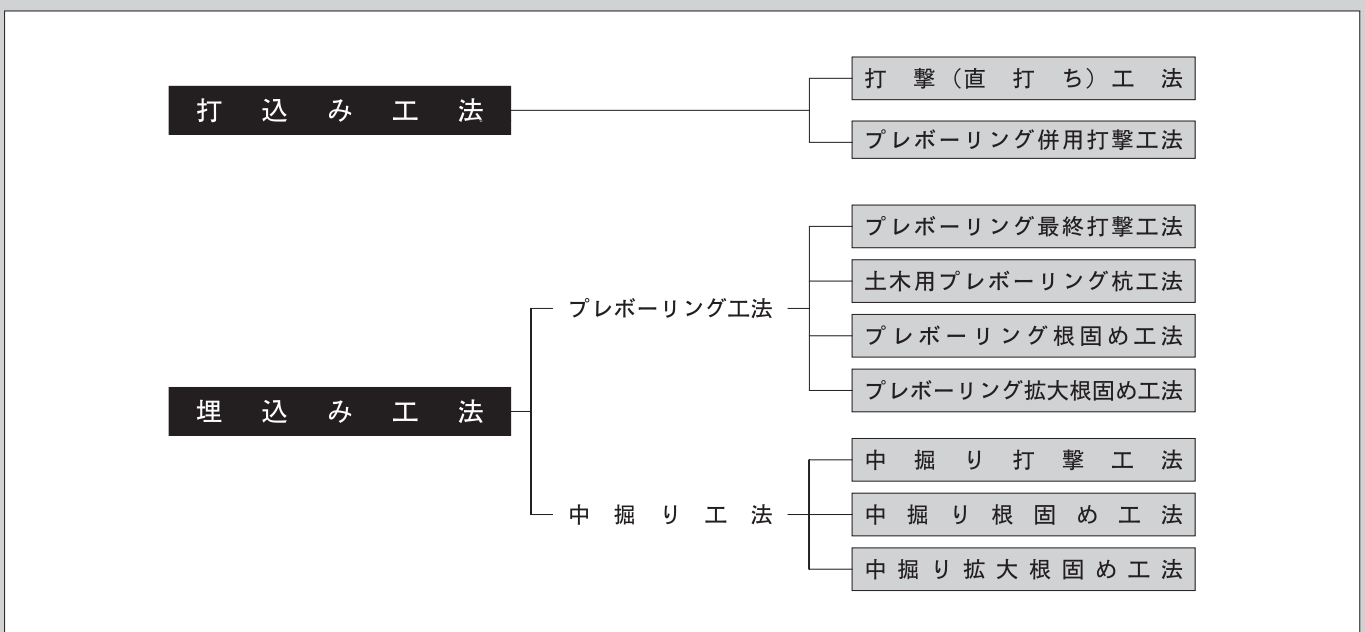 打込み工法
打撃（直打ち）工法
プレボーリング併用打撃工法
埋込み工法
プレボーリング工法
プレボーリング最終打撃工法
土木用プレボーリング杭工法
プレボーリング根固め工法
プレボーリング拡大根固め工法
中掘り工法
中掘り打撃工法
中掘り根固め工法
中掘り拡大根固め工法